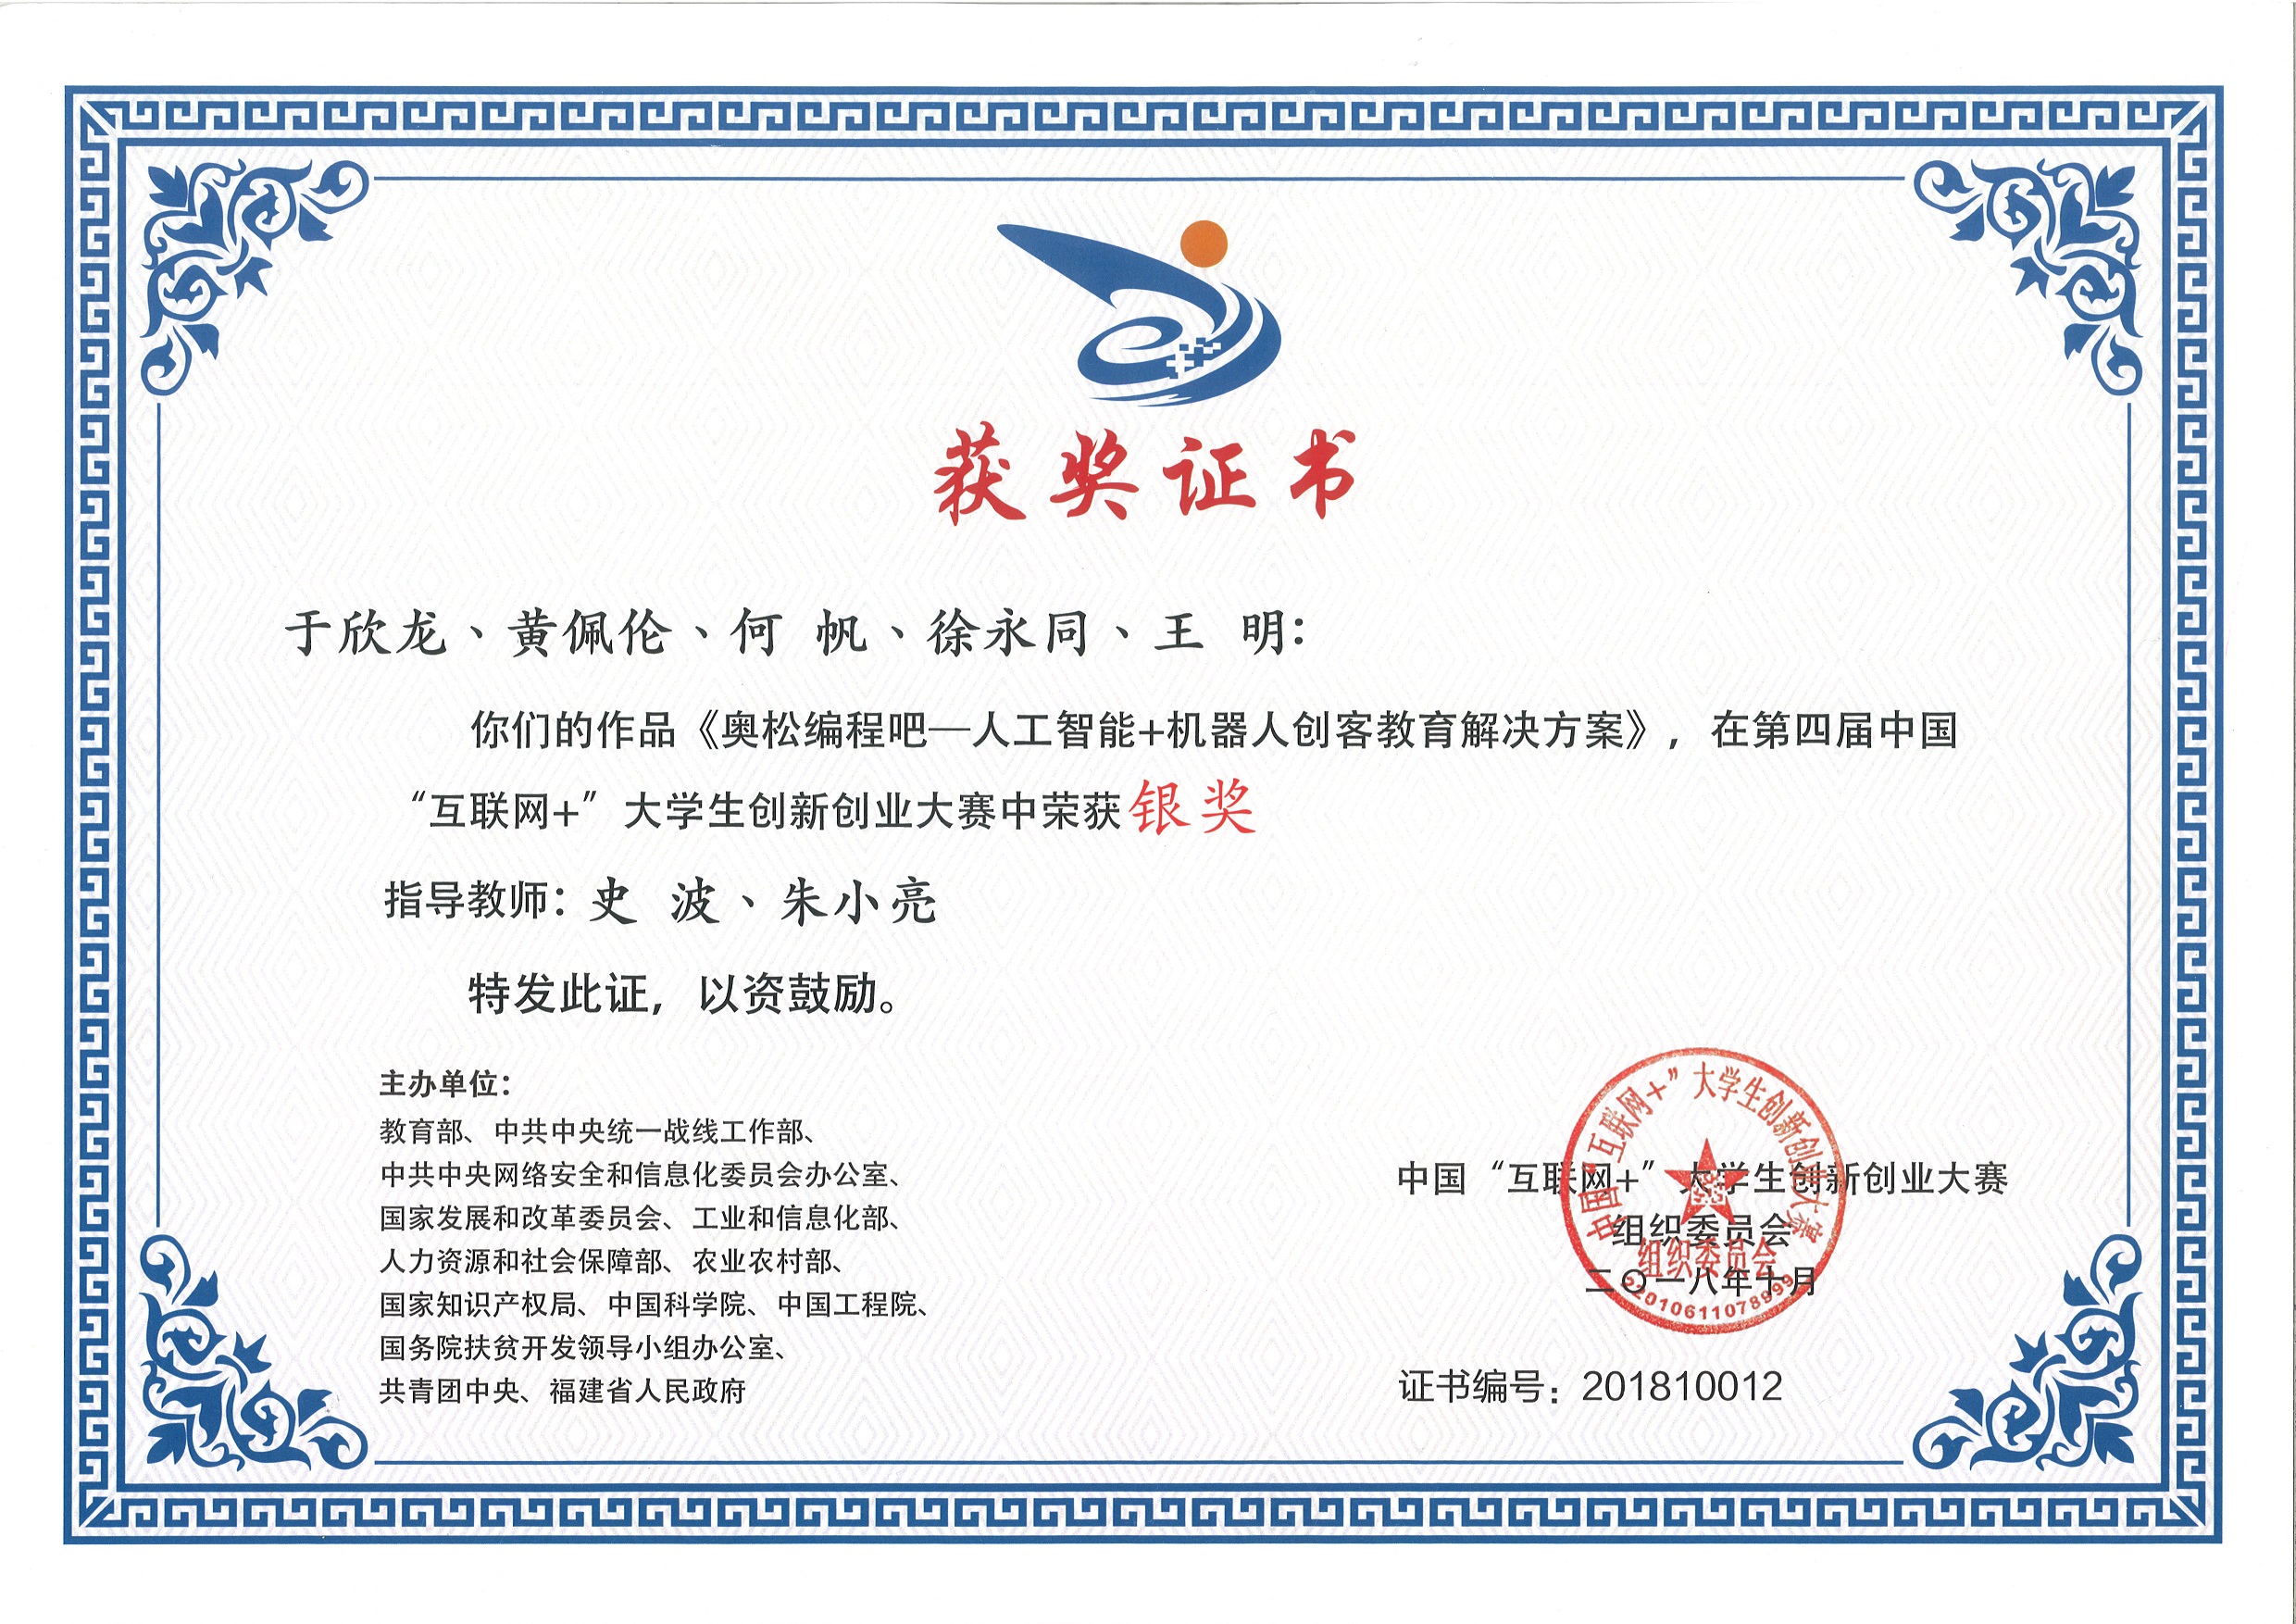 获奖证书
于欣龙、黄佩伦、何 帆、徐永同、王 明：
你们的作品《奥松编程吧—人工智能+机器人创客教育解决方案》，在第四届中国
“互联网+”大学生创新创业大赛中荣获银奖
指导教师：史 波、朱小亮
特发此证，以资鼓励。
主办单位：
教育部、中共中央统一战线工作部、
中共中央网络安全和信息化委员会办公室、
国家发展和改革委员会、工业和信息化部、
人力资源和社会保障部、农业农村部、
国家知识产权局、中国科学院、中国工程院、
国务院扶贫开发领导小组办公室、
共青团中央、福建省人民政府
中国“互联网+”大学生创新创业大赛
组织委员会
二〇一八年十月
中国“互联网+”大学生创新创业大赛
组织委员会
证书编号：201810012